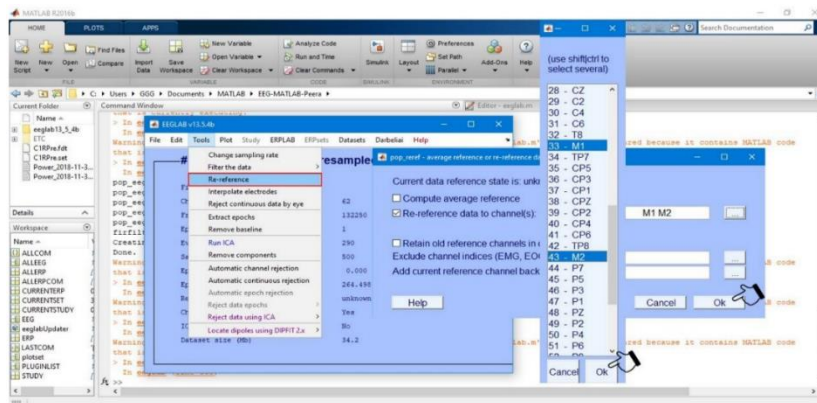 MATLAB R2016b
HOME PLOTS APPS
Search Documentation
New Script
New
Open
Find Files
Compare
Import Data
Save Workspace
New Variable
Open Variable
Clear Workspace
Analyze Code
Run and Time
Clear Commands
Simulink
Layout
Preferences
Set Path
Parallel
Add-Ons
Help
FILE
VARIABLE
CODE
SIMULINK
ENVIRONMENT
C: Users GGG Documents MATLAB EEG-MATLAB-Peera
Current Folder
Name
eeglab13_5_4b
ETC
C1RPre.fdt
C1RPre.set
Power_2018-11-3...
Power_2018-11-3...
Details
Workspace
Name
ALLCOM
ALLEEG
ALLERP
ALLERPCOM
CURRENTERP
CURRENTSET
CURRENTSTUDY
EEG
eeglabUpdater
ERP
LASTCOM
plotset
PLUGINLIST
STUDY
Command Window
Editor - eeglab.m
EEGLAB v13.5.4b
File Edit Tools Plot Study ERPLAB ERPsets Datasets Darbeliai Help
Change sampling rate
Filter the data
Re-reference
Interpolate electrodes
Reject continuous data by eye
Extract epochs
Remove baseline
Run ICA
Remove components
Automatic channel rejection
Automatic continuous rejection
Automatic epoch rejection
Reject data epochs
Reject data using ICA
Locate dipoles using DIPFIT 2.x
resample
62
132250
1
290
500
0.000
264.498
unknown
Yes
No
Dataset size (Mb) 34.2
pop_reref - average reference or re-reference da
Current data reference state is: unkn
Compute average reference
Re-reference data to channel(s):
M1 M2
...
Retain old reference channels in
Exclude channel indices (EMG, EO
...
Add current reference channel back
...
Help
Cancel
Ok
(use shift|ctrl to
select several)
28 - CZ
29 - C2
30 - C4
31 - C6
32 - T8
33 - M1
34 - TP7
35 - CP5
36 - CP3
37 - CP1
38 - CPZ
39 - CP2
40 - CP4
41 - CP6
42 - TP8
43 - M2
44 - P7
45 - P5
46 - P3
47 - P1
48 - PZ
49 - P2
50 - P4
51 - P6
Cancel
Ok